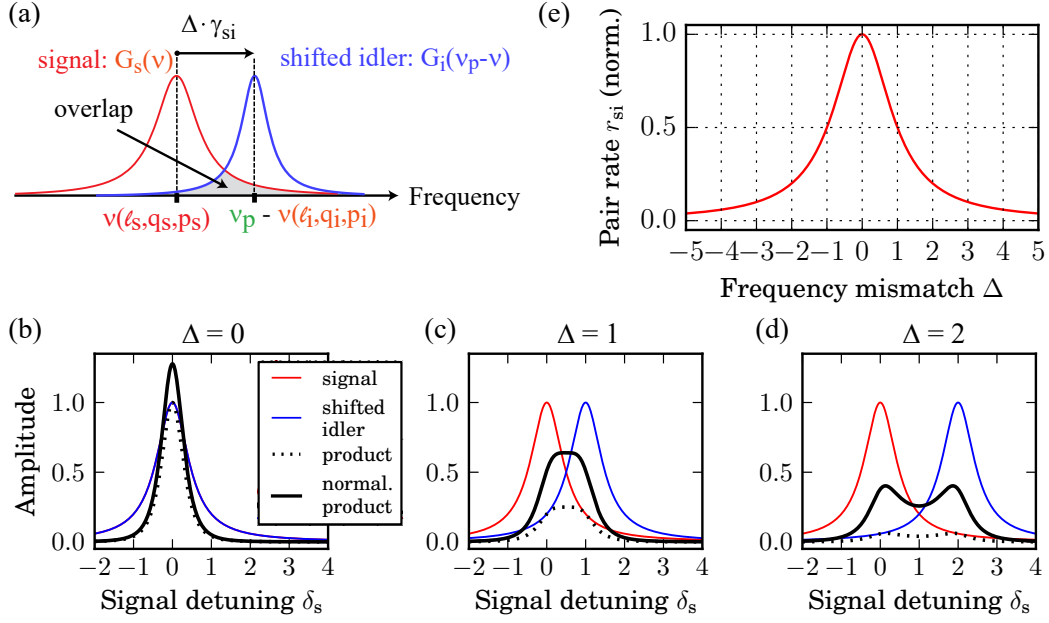 (a)
Δ · γsi
signal: Gs(ν)
shifted idler: Gi(νp-ν)
overlap
Frequency
ν(ℓs,qs,ps)
νp - ν(ℓi,qi,pi)
(e)
Pair rate rsi (norm.)
1.0
0.5
0.0
−5 −4 −3 −2 −1 0 1 2 3 4 5
Frequency mismatch Δ
(b)
Δ = 0
Amplitude
1.0
0.5
0.0
−2 −1 0 1 2 3 4
Signal detuning δs
signal
shifted
idler
product
normal.
product
(c)
Δ = 1
1.0
0.5
0.0
−2 −1 0 1 2 3 4
Signal detuning δs
(d)
Δ = 2
1.0
0.5
0.0
−2 −1 0 1 2 3 4
Signal detuning δs